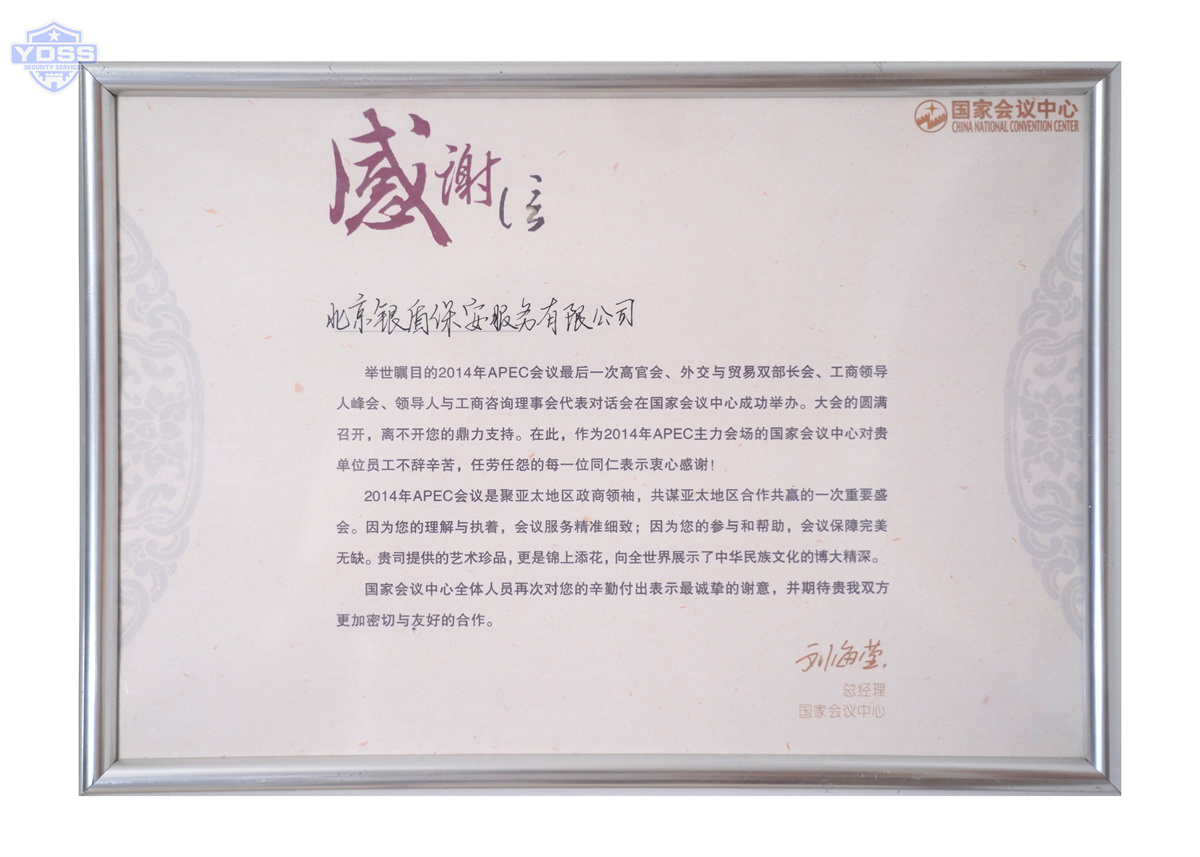 YDSS
SECURITY SERVICE
国家会议中心
CHINA NATIONAL CONVENTION CENTER
感谢信
北京银盾保安服务有限公司
举世瞩目的2014年APEC会议最后一次高官会、外交与贸易双部长会、工商领导
人峰会、领导人与工商咨询理事会代表对话会在国家会议中心成功举办。大会的圆满
召开，离不开您的鼎力支持。在此，作为2014年APEC主力会场的国家会议中心对贵
单位员工不辞辛苦，任劳任怨的每一位同仁表示衷心感谢！
2014年APEC会议是聚亚太地区政商领袖，共谋亚太地区合作共赢的一次重要盛
会。因为您的理解与执着，会议服务精准细致；因为您的参与和帮助，会议保障完美
无缺。贵司提供的艺术珍品，更是锦上添花，向全世界展示了中华民族文化的博大精深。
国家会议中心全体人员再次对您的辛勤付出表示最诚挚的谢意，并期待贵我双方
更加密切与友好的合作。
刘海莹
总经理
国家会议中心